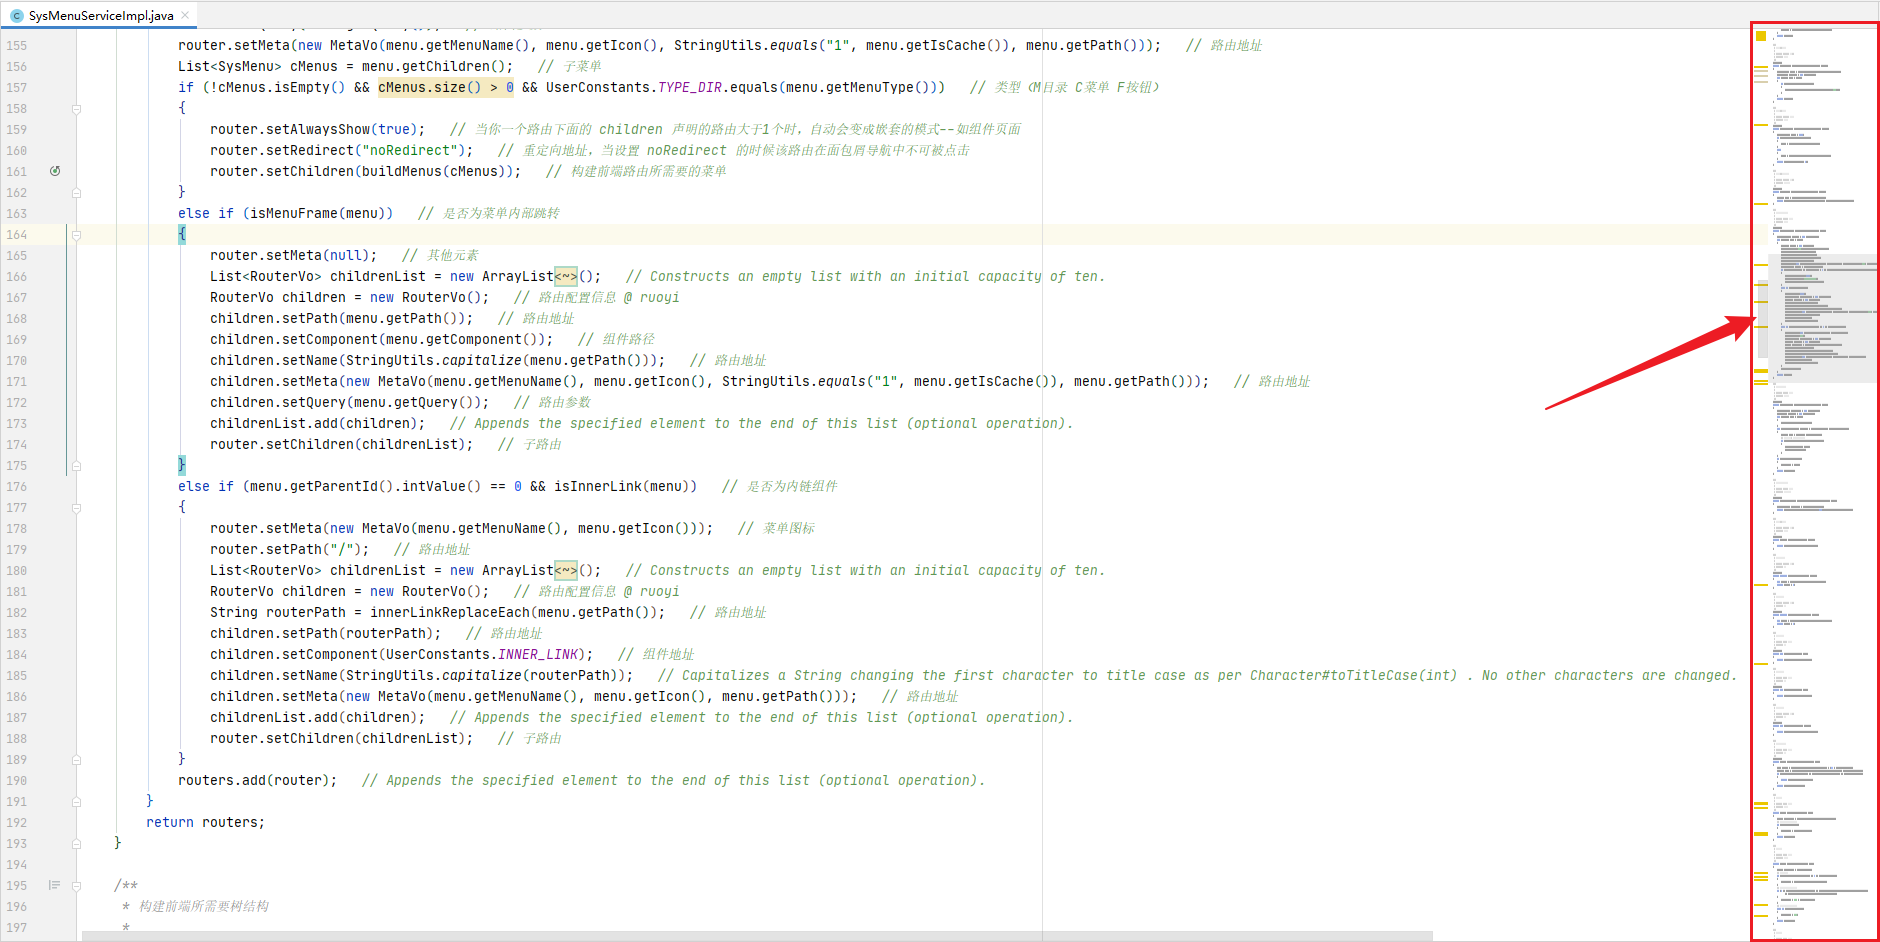 SysMenuServiceImpl.java
155 router.setMeta(new MetaVo(menu.getMenuName(), menu.getIcon(), StringUtils.equals("1", menu.getIsCache()), menu.getPath())); // 路由地址
156 List<SysMenu> cMenus = menu.getChildren(); // 子菜单
157 if (!cMenus.isEmpty() && cMenus.size() > 0 && UserConstants.TYPE_DIR.equals(menu.getMenuType())) // 类型（M目录 C菜单 F按钮）
158 {
159 router.setAlwaysShow(true); // 当你一个路由下面的 children 声明的路由大于1个时，自动会变成嵌套的模式--如组件页面
160 router.setRedirect("noRedirect"); // 重定向地址，当设置 noRedirect 的时候该路由在面包屑导航中不可被点击
161 router.setChildren(buildMenus(cMenus)); // 构建前端路由所需要的菜单
162 }
163 else if (isMenuFrame(menu)) // 是否为菜单内部跳转
164 {
165 router.setMeta(null); // 其他元素
166 List<RouterVo> childrenList = new ArrayList<~>(); // Constructs an empty list with an initial capacity of ten.
167 RouterVo children = new RouterVo(); // 路由配置信息 @ ruoyi
168 children.setPath(menu.getPath()); // 路由地址
169 children.setComponent(menu.getComponent()); // 组件路径
170 children.setName(StringUtils.capitalize(menu.getPath())); // 路由地址
171 children.setMeta(new MetaVo(menu.getMenuName(), menu.getIcon(), StringUtils.equals("1", menu.getIsCache()), menu.getPath())); // 路由地址
172 children.setQuery(menu.getQuery()); // 路由参数
173 childrenList.add(children); // Appends the specified element to the end of this list (optional operation).
174 router.setChildren(childrenList); // 子路由
175 }
176 else if (menu.getParentId().intValue() == 0 && isInnerLink(menu)) // 是否为内链组件
177 {
178 router.setMeta(new MetaVo(menu.getMenuName(), menu.getIcon())); // 菜单图标
179 router.setPath("/"); // 路由地址
180 List<RouterVo> childrenList = new ArrayList<~>(); // Constructs an empty list with an initial capacity of ten.
181 RouterVo children = new RouterVo(); // 路由配置信息 @ ruoyi
182 String routerPath = innerLinkReplaceEach(menu.getPath()); // 路由地址
183 children.setPath(routerPath); // 路由地址
184 children.setComponent(UserConstants.INNER_LINK); // 组件地址
185 children.setName(StringUtils.capitalize(routerPath)); // Capitalizes a String changing the first character to title case as per Character#toTitleCase(int) . No other characters are changed.
186 children.setMeta(new MetaVo(menu.getMenuName(), menu.getIcon(), menu.getPath())); // 路由地址
187 childrenList.add(children); // Appends the specified element to the end of this list (optional operation).
188 router.setChildren(childrenList); // 子路由
189 }
190 routers.add(router); // Appends the specified element to the end of this list (optional operation).
191 }
192 return routers;
193 }
194
195 /**
196 * 构建前端所需要树结构
197 *